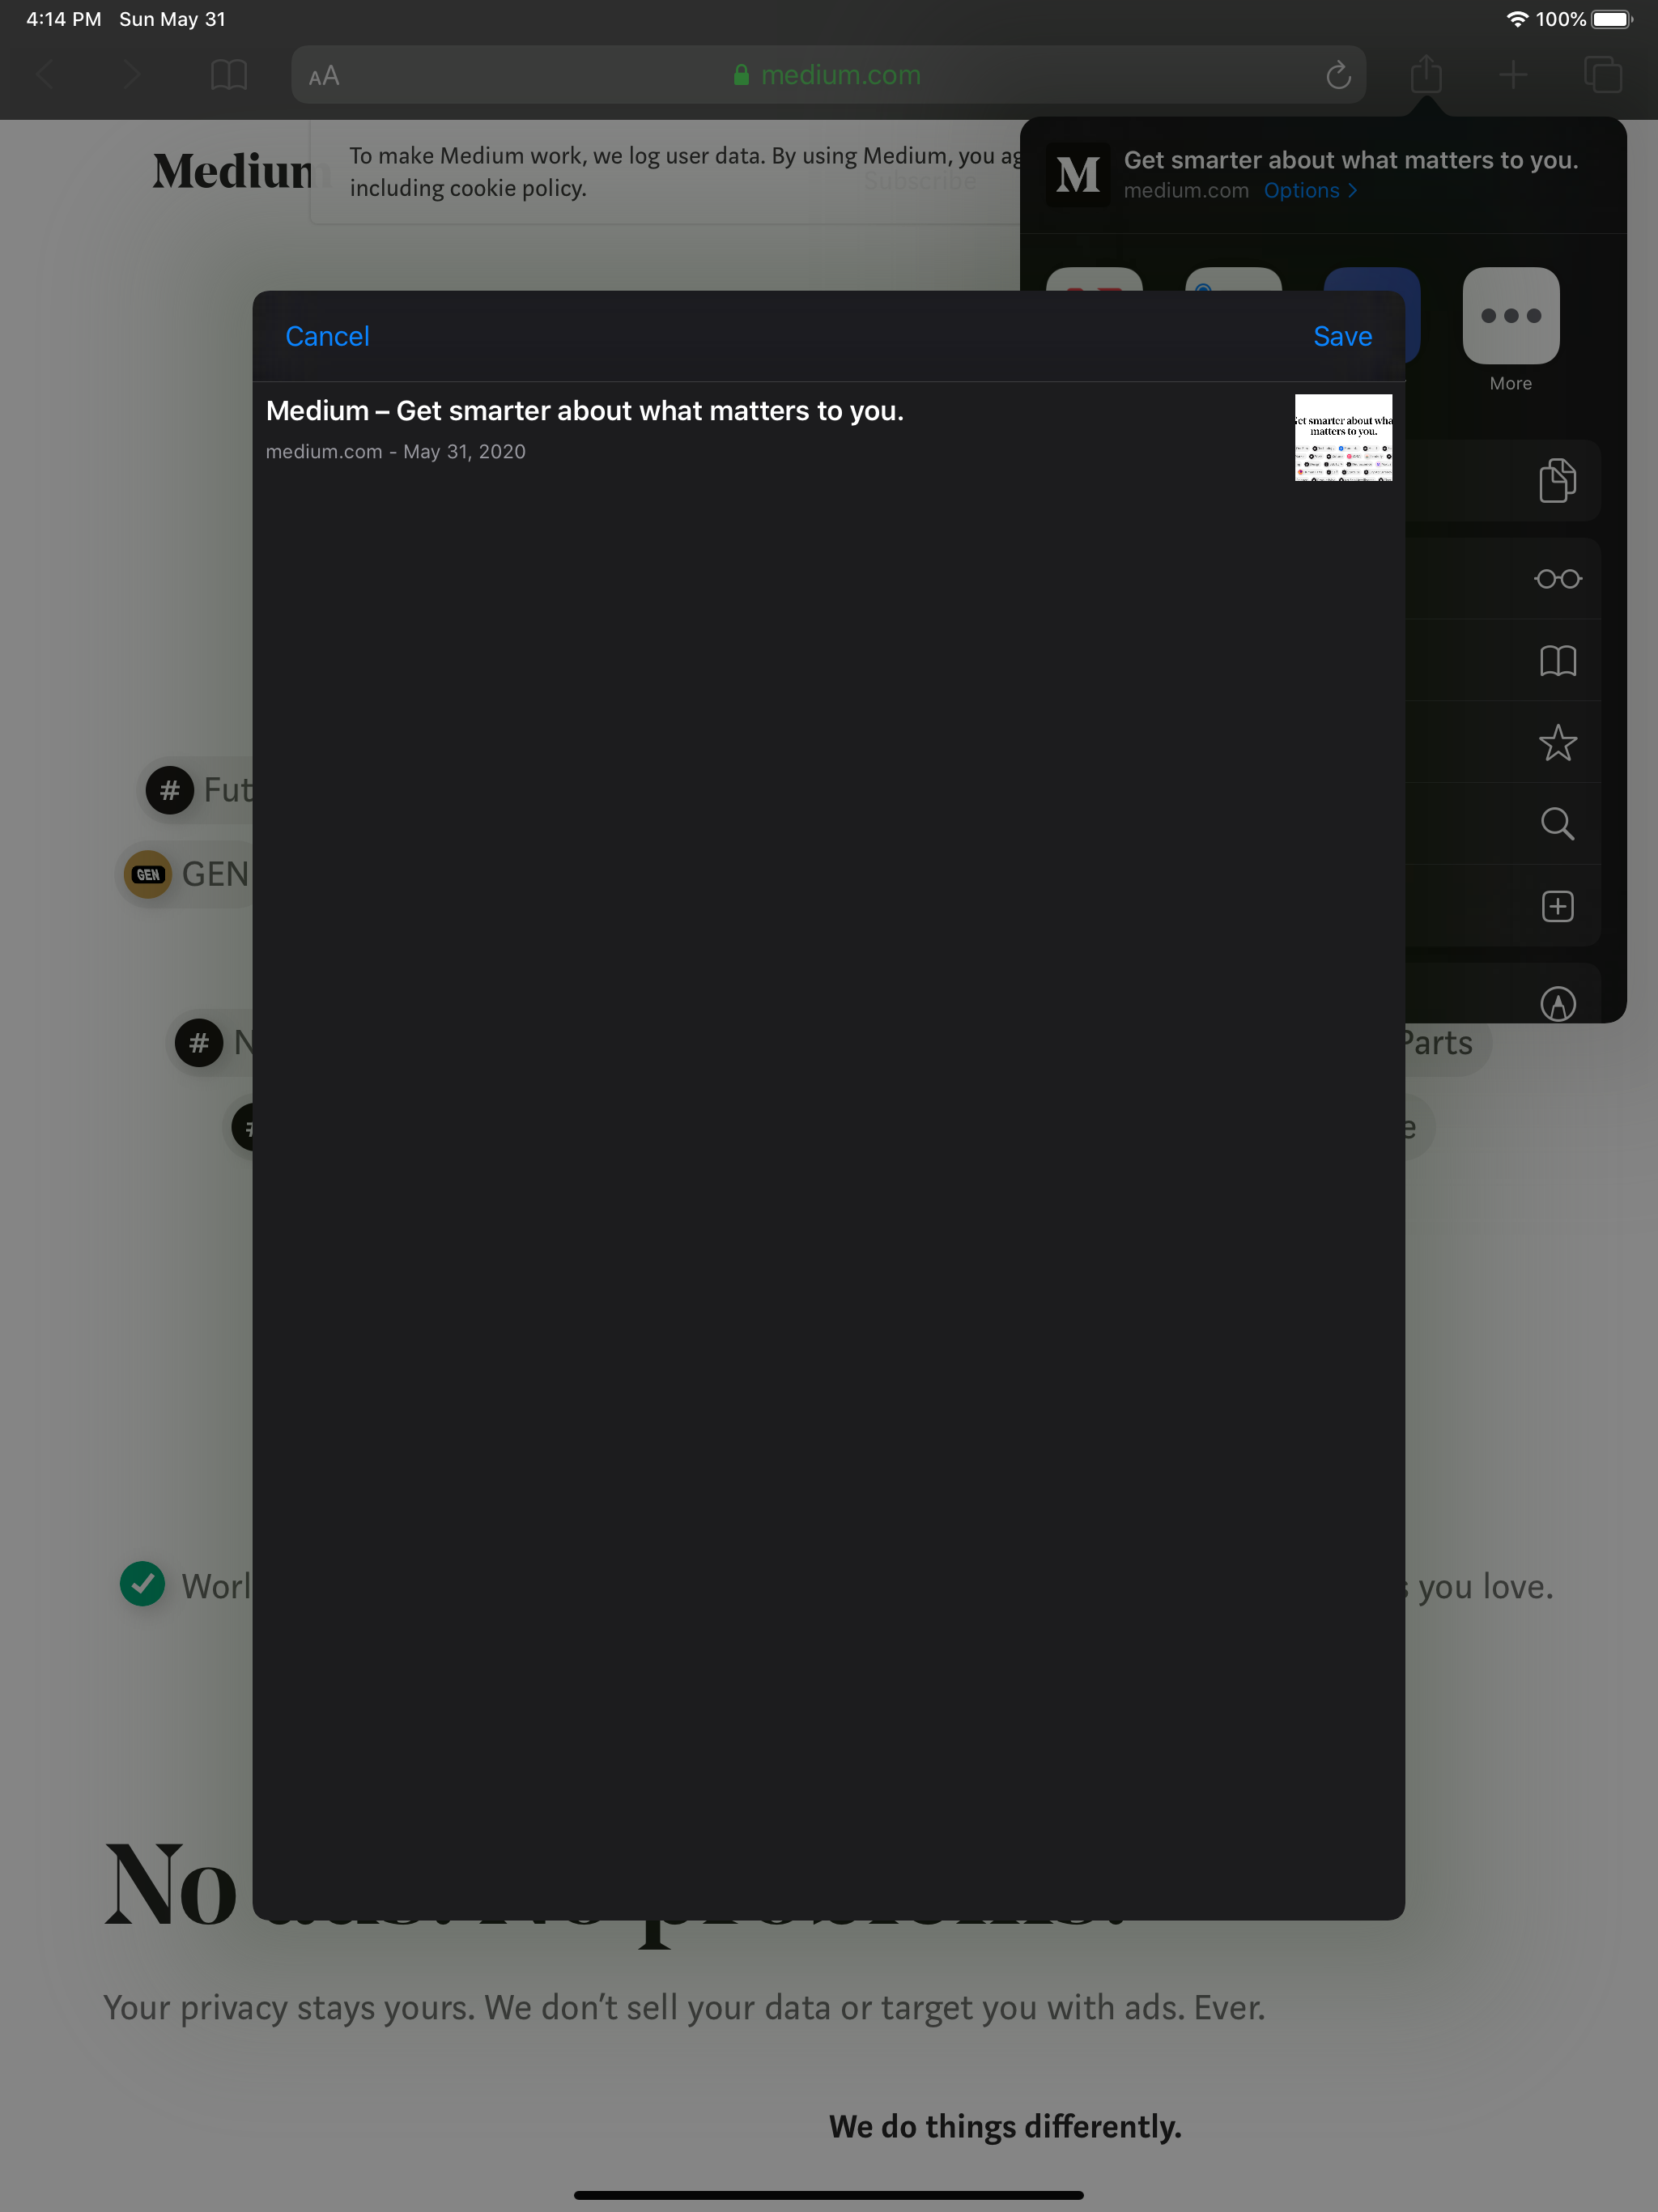 4:14 PM Sun May 31
100%
AA
medium.com
Medium
To make Medium work, we log user data. By using Medium, you ag
including cookie policy.
Subscribe
M
Get smarter about what matters to you.
medium.com Options >
More
Cancel
Save
Medium – Get smarter about what matters to you.
medium.com - May 31, 2020
Get smarter about wha
matters to you.
# Fut
GEN GEN
# N
Parts
#
e
Worl
s you love.
No
Your privacy stays yours. We don’t sell your data or target you with ads. Ever.
We do things differently.